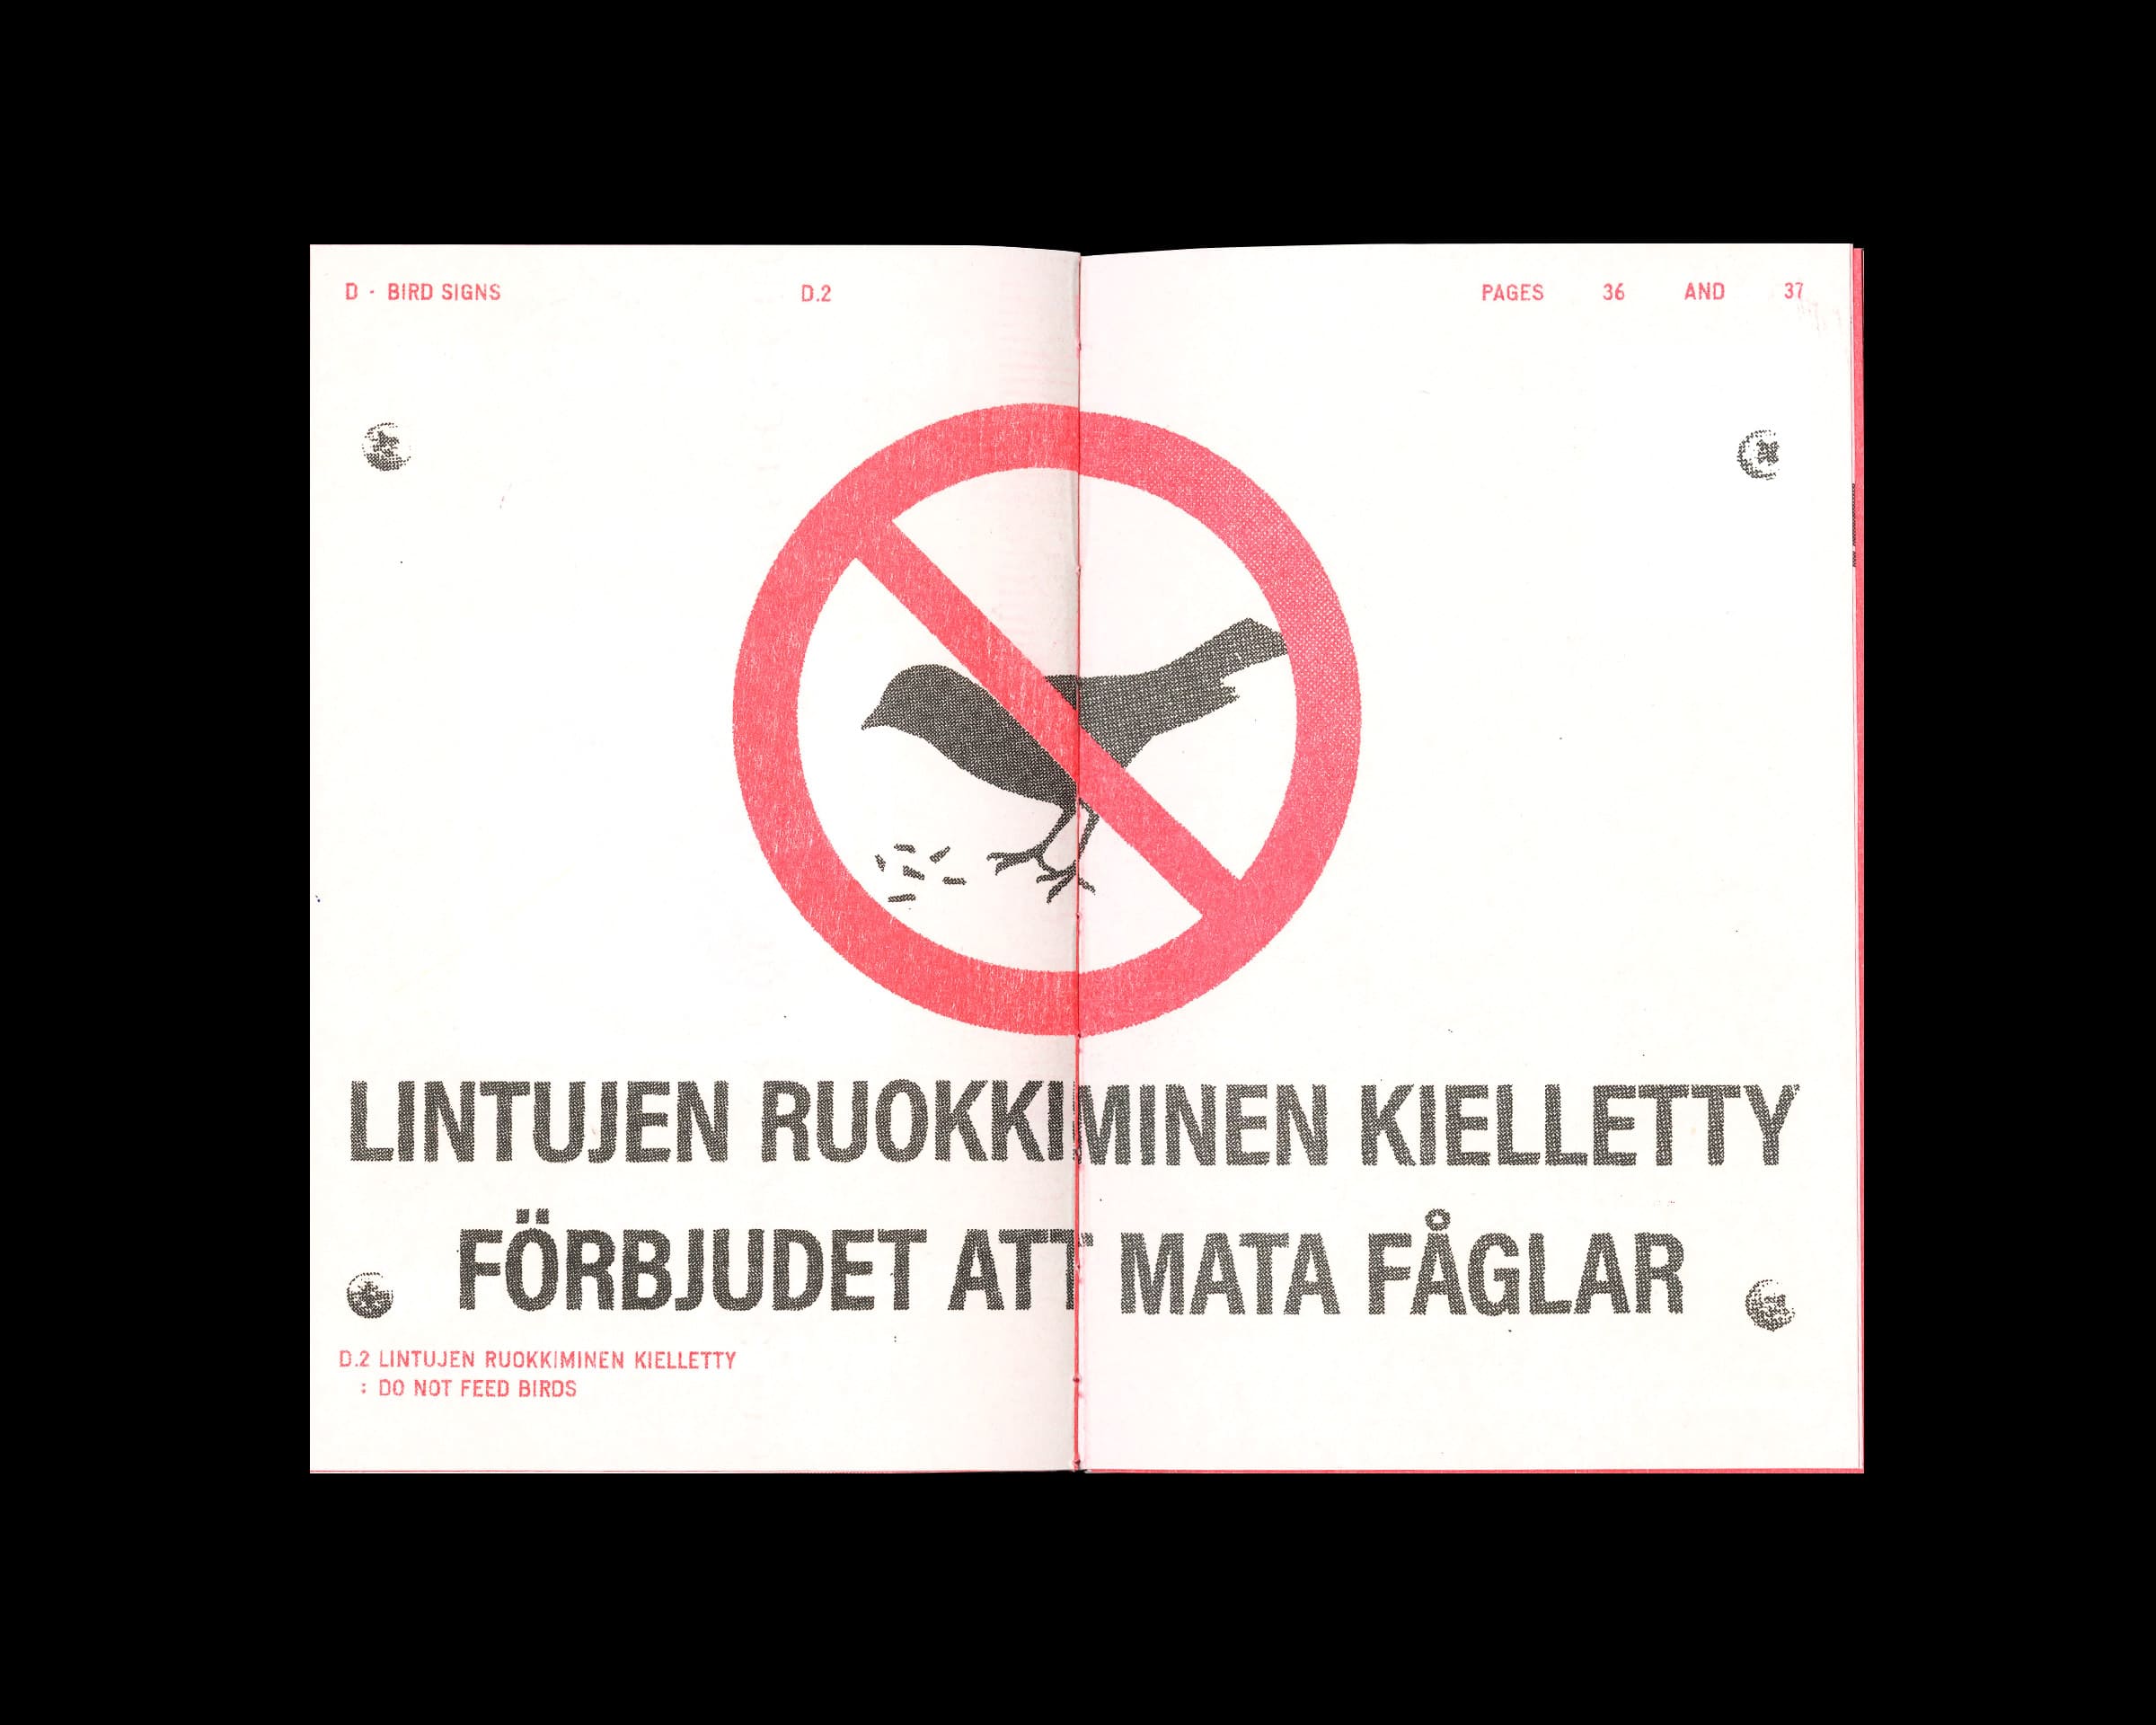 D - BIRD SIGNS D.2 PAGES 36 AND 37
LINTUJEN RUOKKIMINEN KIELLETTY
FÖRBJUDET ATT MATA FÅGLAR
D.2 LINTUJEN RUOKKIMINEN KIELLETTY
: DO NOT FEED BIRDS